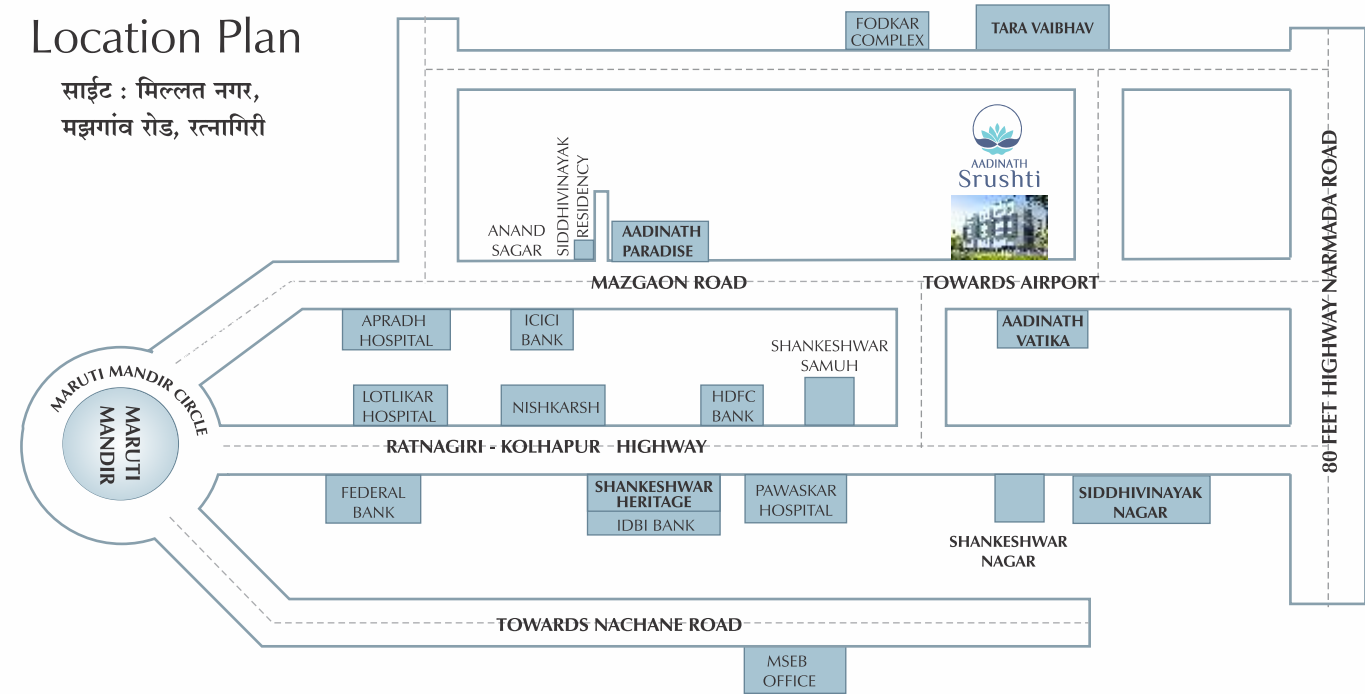 Location Plan
साईट : मिल्लत नगर,
मझगांव रोड, रत्नागिरी
FODKAR
COMPLEX
TARA VAIBHAV
AADINATH
Srushti
ANAND
SAGAR
SIDDHIVINAYAK
RESIDENCY
AADINATH
PARADISE
MAZGAON ROAD
TOWARDS AIRPORT
80 FEET HIGHWAY NARMADA ROAD
APRADH
HOSPITAL
ICICI
BANK
AADINATH
VATIKA
SHANKESHWAR
SAMUH
MARUTI MANDIR CIRCLE
MARUTI
MANDIR
LOTLIKAR
HOSPITAL
NISHKARSH
HDFC
BANK
RATNAGIRI - KOLHAPUR HIGHWAY
FEDERAL
BANK
SHANKESHWAR
HERITAGE
IDBI BANK
PAWASKAR
HOSPITAL
SHANKESHWAR
NAGAR
SIDDHIVINAYAK
NAGAR
TOWARDS NACHANE ROAD
MSEB
OFFICE